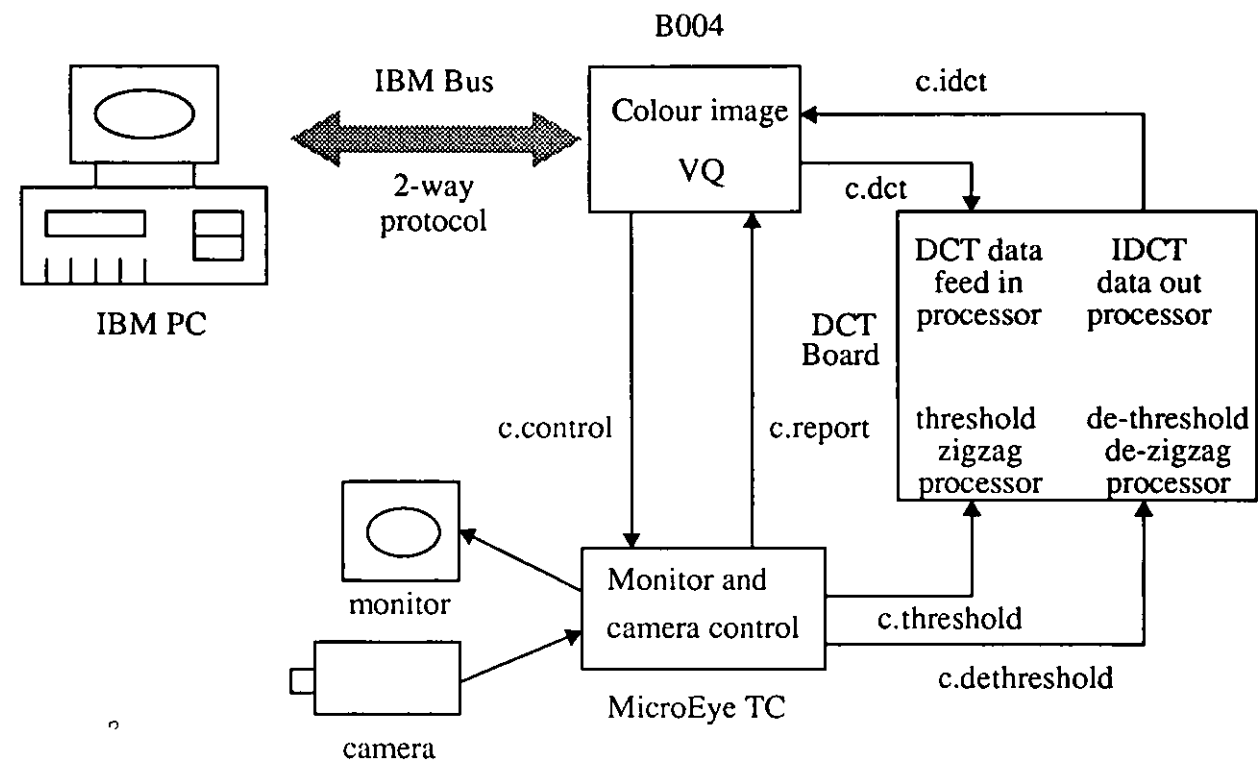 B004
IBM Bus
2-way
protocol
IBM PC
Colour image
VQ
c.idct
c.dct
DCT data
feed in
processor
IDCT
data out
processor
DCT
Board
threshold
zigzag
processor
de-threshold
de-zigzag
processor
c.control
c.report
monitor
camera
Monitor and
camera control
MicroEye TC
c.threshold
c.dethreshold